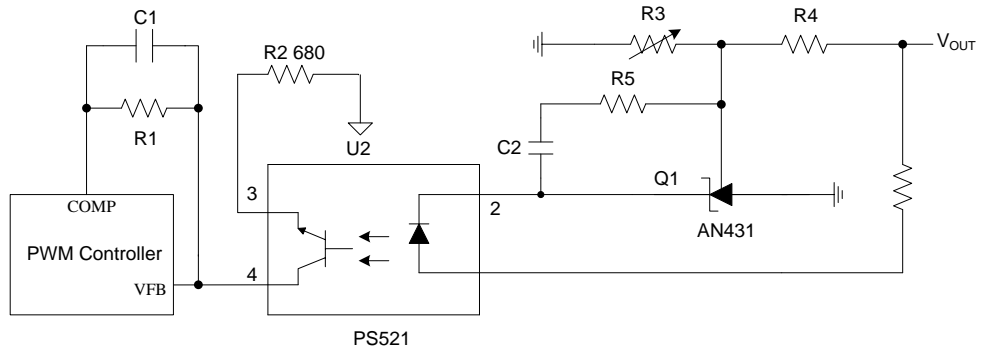 C1
R1
R2 680
U2
R3
R4
VOUT
R5
C2
Q1
AN431
COMP
PWM Controller
VFB
3
4
2
PS521